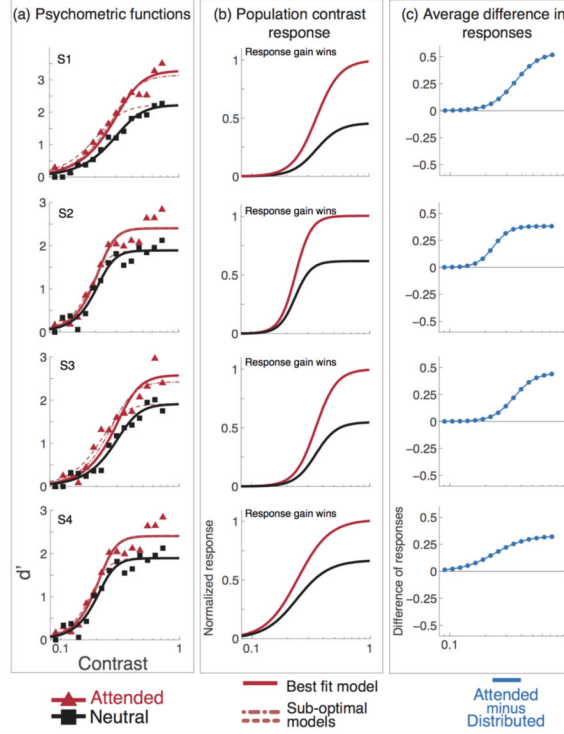 (a) Psychometric functions
(b) Population contrast response
(c) Average difference in responses
S1
3
2
1
0
S2
3
2
1
0
S3
3
2
1
0
S4
3
2
1
0
d'
0.1
1
Contrast
Response gain wins
1
0.5
0
Response gain wins
1
0.5
0
Response gain wins
1
0.5
0
Response gain wins
1
0.5
0
Normalized response
0.1
0.2
1
0.5
0.25
0
−0.25
−0.5
0.5
0.25
0
−0.25
−0.5
0.5
0.25
0
−0.25
−0.5
0.5
0.25
0
−0.25
−0.5
Difference of responses
0.1
Attended
Neutral
Best fit model
Sub-optimal
models
Attended
minus
Distributed